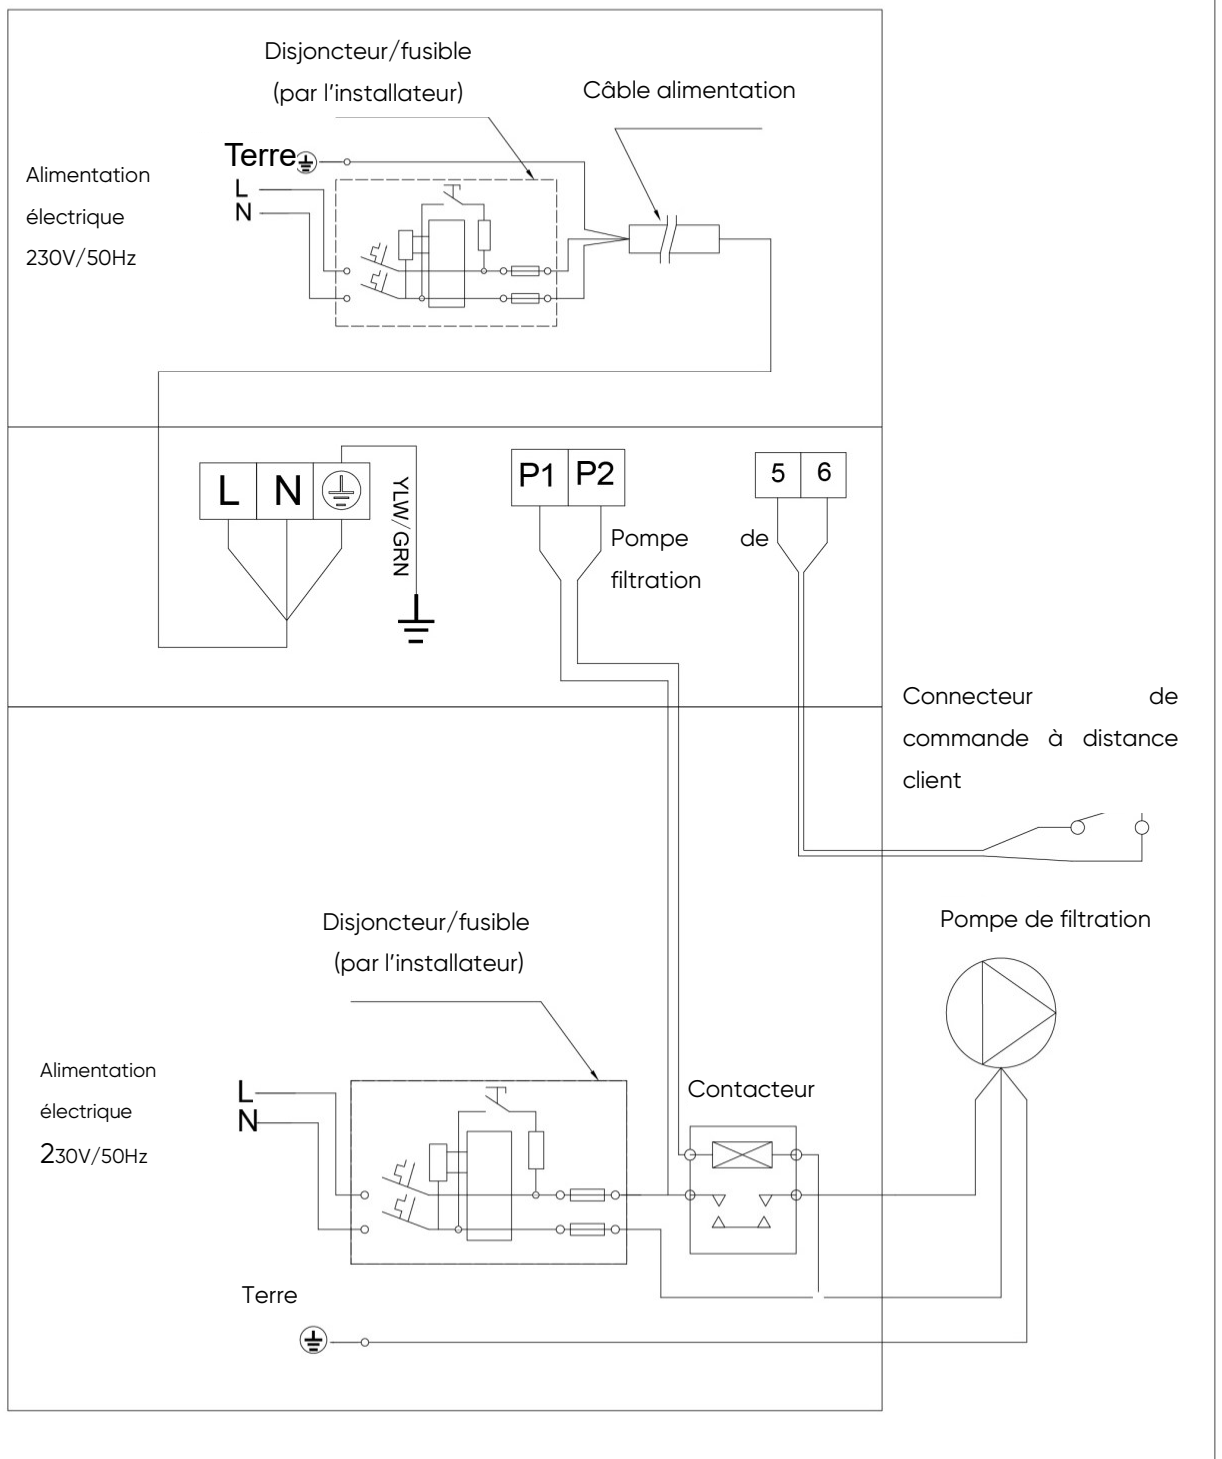 Disjoncteur/fusible
(par l'installateur)
Câble alimentation
Terre
L
N
Alimentation
électrique
230V/50Hz
L N
YLW/GRN
P1 P2
5 6
Pompe de
filtration
Connecteur de
commande à distance
client
Disjoncteur/fusible
(par l'installateur)
Pompe de filtration
Alimentation
électrique
230V/50Hz
L
N
Contacteur
Terre